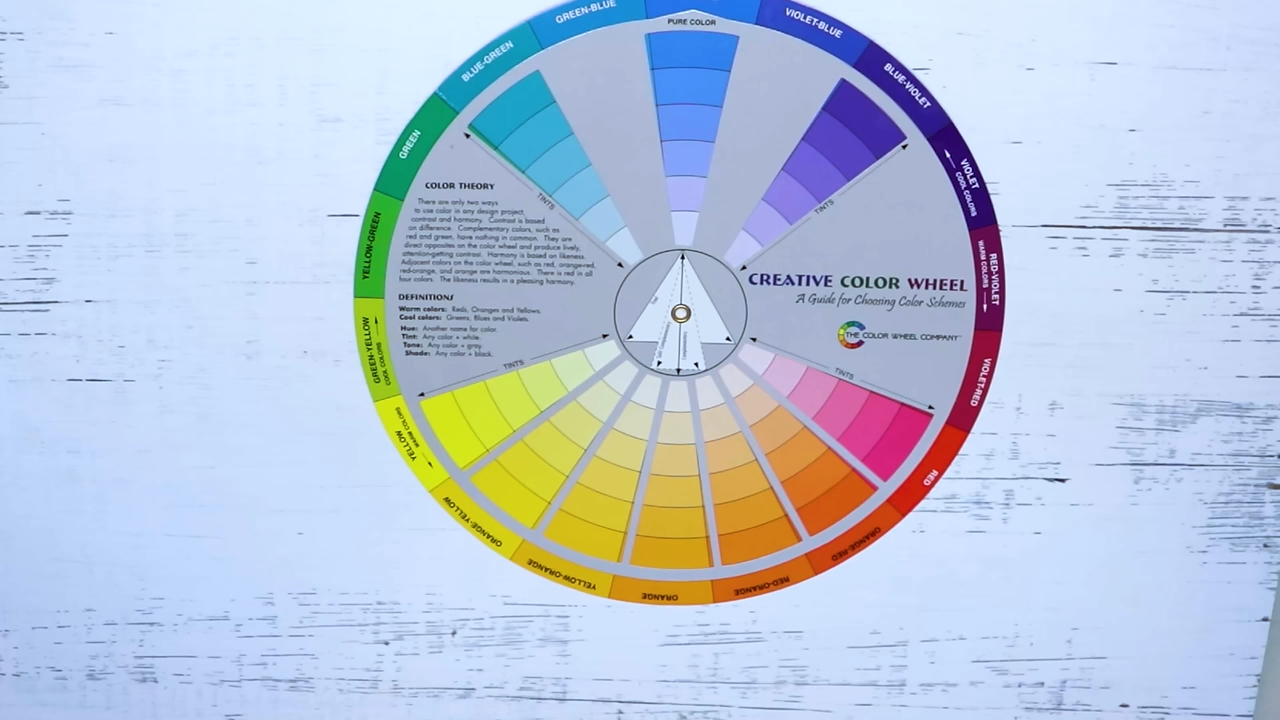 GREEN-BLUE
VIOLET-BLUE
PURE COLOR
BLUE-GREEN
BLUE-VIOLET
GREEN
VIOLET
COOL COLORS
YELLOW-GREEN
RED-VIOLET
WARM COLORS
GREEN-YELLOW
COOL COLORS
VIOLET-RED
YELLOW
WARM COLORS
RED
ORANGE-YELLOW
ORANGE-RED
YELLOW-ORANGE
RED-ORANGE
ORANGE
TINTS
TINTS
COLOR THEORY
There are only two ways
to use color in any design project,
contrast and harmony. Contrast is based
on difference. Complementary colors, such as
red and green, have nothing in common. They are
direct opposites on the color wheel and produce lively,
attention-getting contrast. Harmony is based on likeness.
Adjacent colors on the color wheel, such as red, orange-red,
red-orange, and orange are harmonious. There is red in all
four colors. The likeness results in a pleasing harmony.
DEFINITIONS
Warm colors: Reds, Oranges and Yellows.
Cool colors: Greens, Blues and Violets.
Hue: Another name for color.
Tint: Any color + white.
Tone: Any color + gray.
Shade: Any color + black.
CREATIVE COLOR WHEEL
A Guide for Choosing Color Schemes
THE COLOR WHEEL COMPANY
TINTS
TINTS